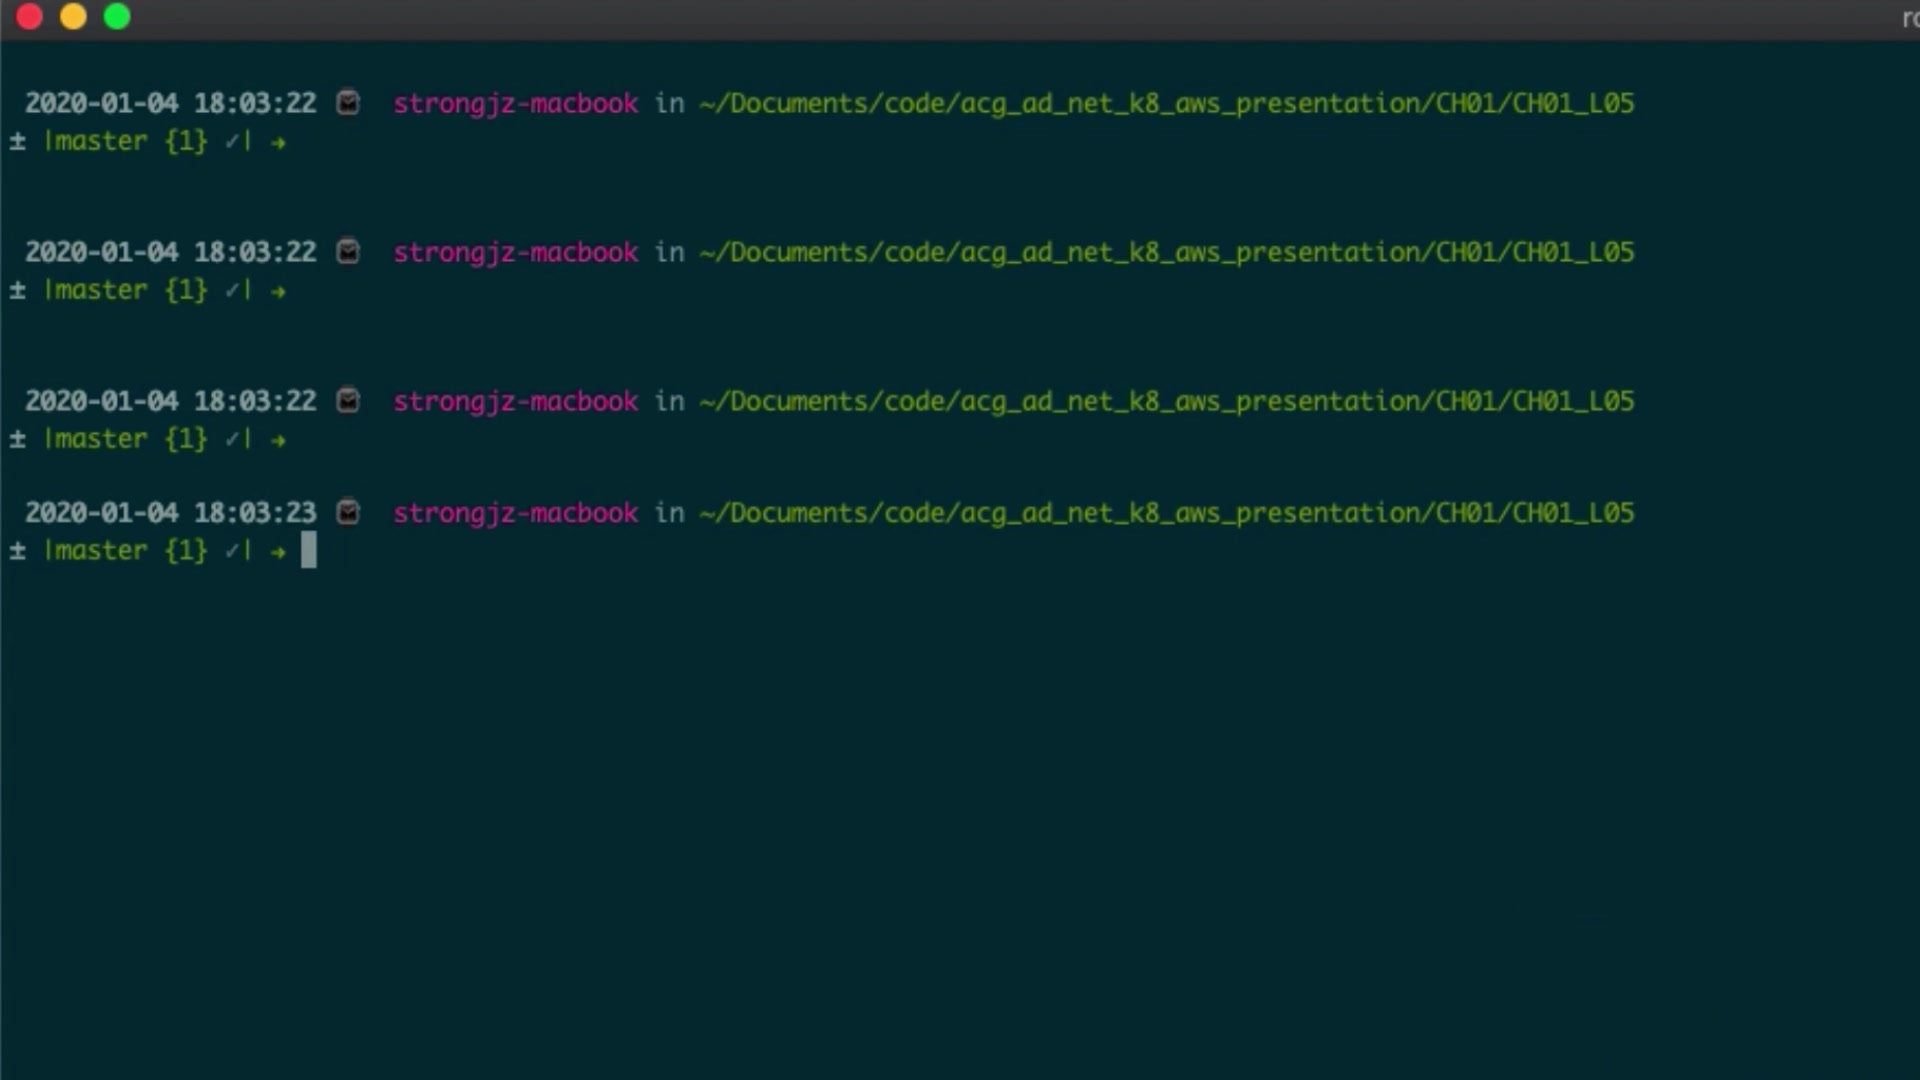 2020-01-04 18:03:22 strongjz-macbook in ~/Documents/code/acg_ad_net_k8_aws_presentation/CH01/CH01_L05
± |master {1} ✓| →
2020-01-04 18:03:22 strongjz-macbook in ~/Documents/code/acg_ad_net_k8_aws_presentation/CH01/CH01_L05
± |master {1} ✓| →
2020-01-04 18:03:22 strongjz-macbook in ~/Documents/code/acg_ad_net_k8_aws_presentation/CH01/CH01_L05
± |master {1} ✓| →
2020-01-04 18:03:23 strongjz-macbook in ~/Documents/code/acg_ad_net_k8_aws_presentation/CH01/CH01_L05
± |master {1} ✓| →